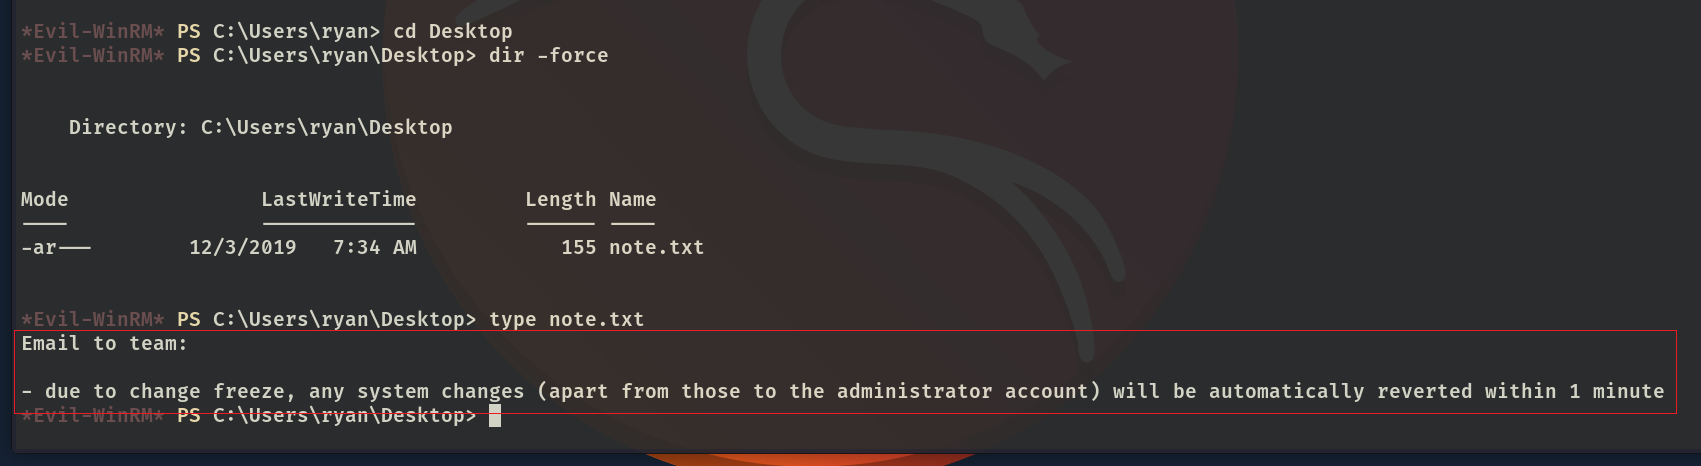 *Evil-WinRM* PS C:\Users\ryan> cd Desktop
*Evil-WinRM* PS C:\Users\ryan\Desktop> dir -force
Directory: C:\Users\ryan\Desktop
Mode LastWriteTime Length Name
---- ------------- ------ ----
-ar--- 12/3/2019 7:34 AM 155 note.txt
*Evil-WinRM* PS C:\Users\ryan\Desktop> type note.txt
Email to team:
- due to change freeze, any system changes (apart from those to the administrator account) will be automatically reverted within 1 minute
*Evil-WinRM* PS C:\Users\ryan\Desktop>